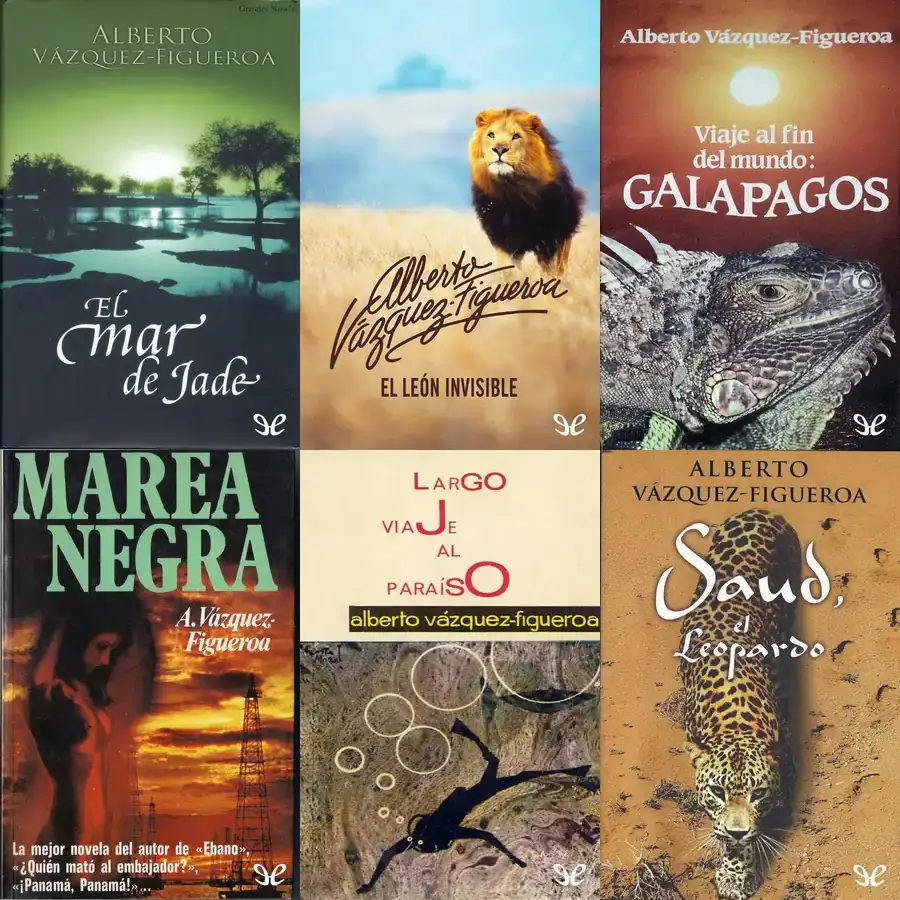 Grandes Novelas
ALBERTO
VÁZQUEZ-FIGUEROA
El
mar
de Jade
Alberto
Vázquez-Figueroa
EL LEÓN INVISIBLE
Alberto Vázquez-Figueroa
Viaje al fin
del mundo:
GALAPAGOS
MAREA
NEGRA
A. Vázquez-
Figueroa
La mejor novela del autor de «Ebano»,
«¿Quién mató al embajador?»,
«¡Panamá, Panamá!»...
LARGO
VIAJE
AL
PARAÍSO
alberto vázquez-figueroa
ALBERTO
VÁZQUEZ-FIGUEROA
Saud,
el
Leopardo